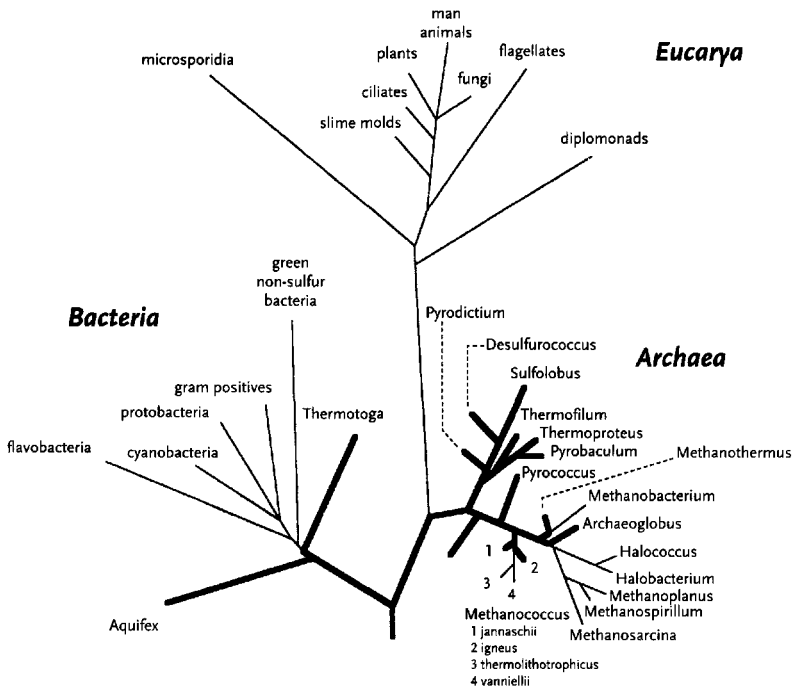 man
animals
Eucarya
plants
flagellates
microsporidia
fungi
ciliates
slime molds
diplomonads
green
non-sulfur
bacteria
Bacteria
Pyrodictium
Desulfurococcus
Archaea
Sulfolobus
gram positives
protobacteria
Thermotoga
Thermofilum
Thermoproteus
flavobacteria
cyanobacteria
Pyrobaculum
Methanothermus
Pyrococcus
Methanobacterium
Archaeoglobus
1
Halococcus
2
3
4
Halobacterium
Methanoplanus
Methanospirillum
Methanococcus
Aquifex
1 jannaschii
Methanosarcina
2 igneus
3 thermolithotrophicus
4 vanniellii